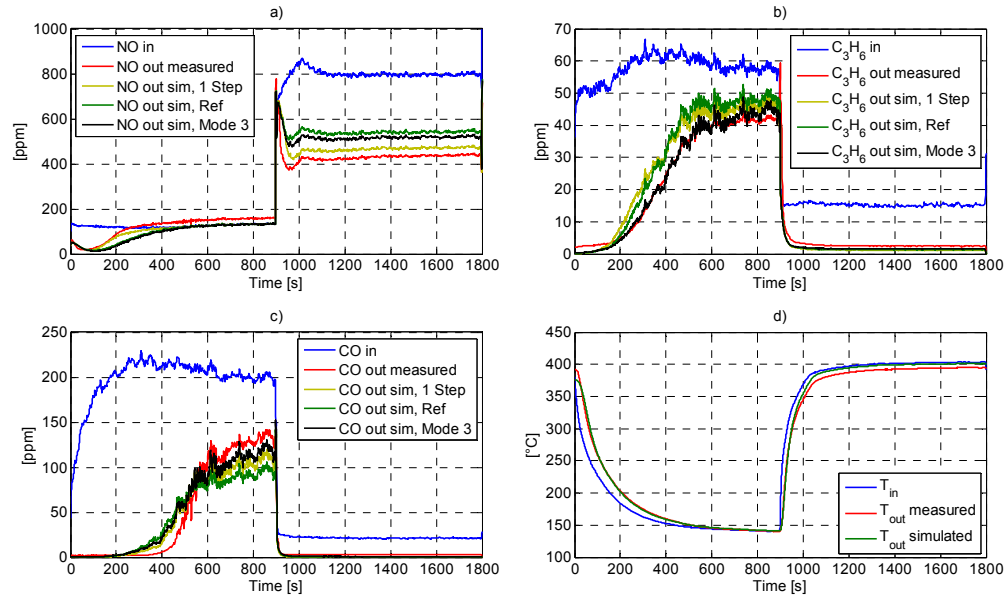 a)
[ppm]
1000
800
600
400
200
0
0 200 400 600 800 1000 1200 1400 1600 1800
Time [s]
NO in
NO out measured
NO out sim, 1 Step
NO out sim, Ref
NO out sim, Mode 3
b)
[ppm]
70
60
50
40
30
20
10
0
0 200 400 600 800 1000 1200 1400 1600 1800
Time [s]
C3H6 in
C3H6 out measured
C3H6 out sim, 1 Step
C3H6 out sim, Ref
C3H6 out sim, Mode 3
c)
[ppm]
250
200
150
100
50
0
0 200 400 600 800 1000 1200 1400 1600 1800
Time [s]
CO in
CO out measured
CO out sim, 1 Step
CO out sim, Ref
CO out sim, Mode 3
d)
[°C]
450
400
350
300
250
200
150
100
0 200 400 600 800 1000 1200 1400 1600 1800
Time [s]
Tin
Tout measured
Tout simulated